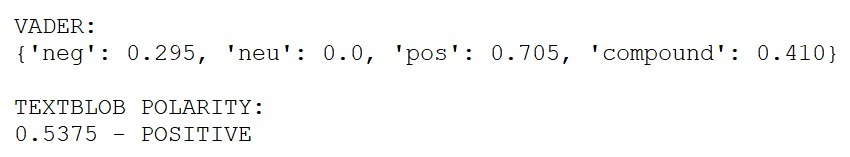 VADER:
{'neg': 0.295, 'neu': 0.0, 'pos': 0.705, 'compound': 0.410}
TEXTBLOB POLARITY:
0.5375 – POSITIVE